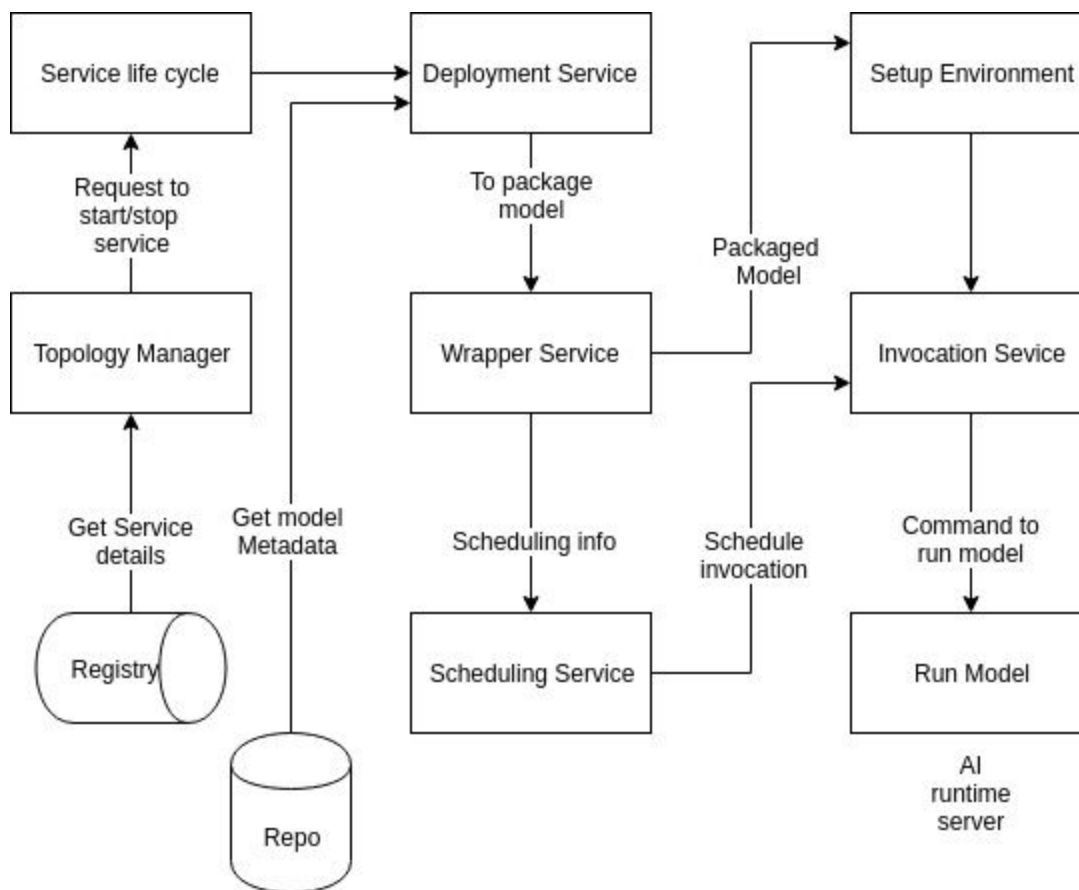 Service life cycle
Deployment Service
Setup Environment
Request to
start/stop
service
To package
model
Packaged
Model
Topology Manager
Wrapper Service
Invocation Sevice
Get Service
details
Get model
Metadata
Scheduling info
Schedule
invocation
Command to
run model
Registry
Scheduling Service
Run Model
AI
runtime
server
Repo